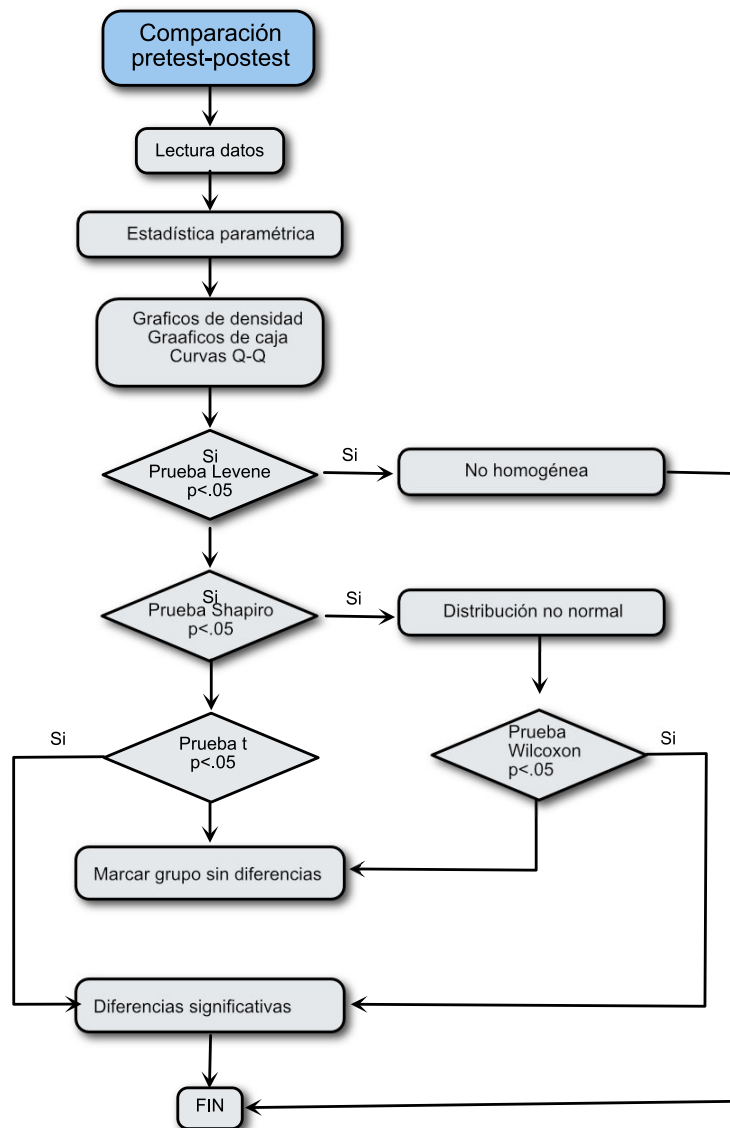 Comparación
pretest-postest
Lectura datos
Estadística paramétrica
Graficos de densidad
Graaficos de caja
Curvas Q-Q
Si
Prueba Levene
p<.05
Si
No homogénea
Si
Prueba Shapiro
p<.05
Si
Distribución no normal
Si
Prueba t
p<.05
Prueba
Wilcoxon
p<.05
Si
Marcar grupo sin diferencias
Diferencias significativas
FIN